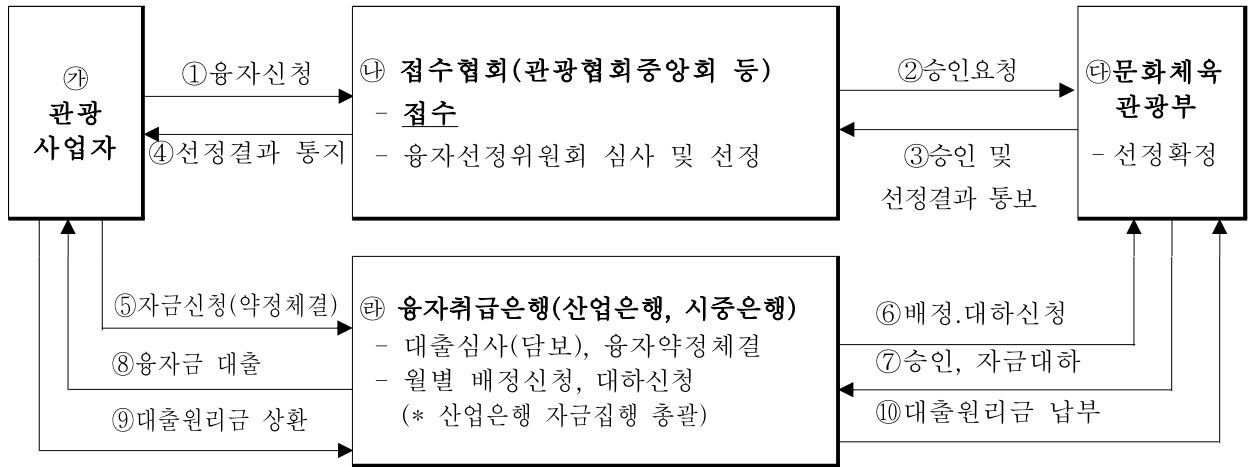 ㉮
관광
사업자
①융자신청
④선정결과 통지
㉯ 접수협회(관광협회중앙회 등)
- 접수
- 융자선정위원회 심사 및 선정
②승인요청
③승인 및
선정결과 통보
㉰문화체육
관광부
- 선정확정
⑤자금신청(약정체결)
⑧융자금 대출
⑨대출원리금 상환
㉱ 융자취급은행(산업은행, 시중은행)
- 대출심사(담보), 융자약정체결
- 월별 배정신청, 대하신청
(* 산업은행 자금집행 총괄)
⑥배정.대하신청
⑦승인, 자금대하
⑩대출원리금 납부